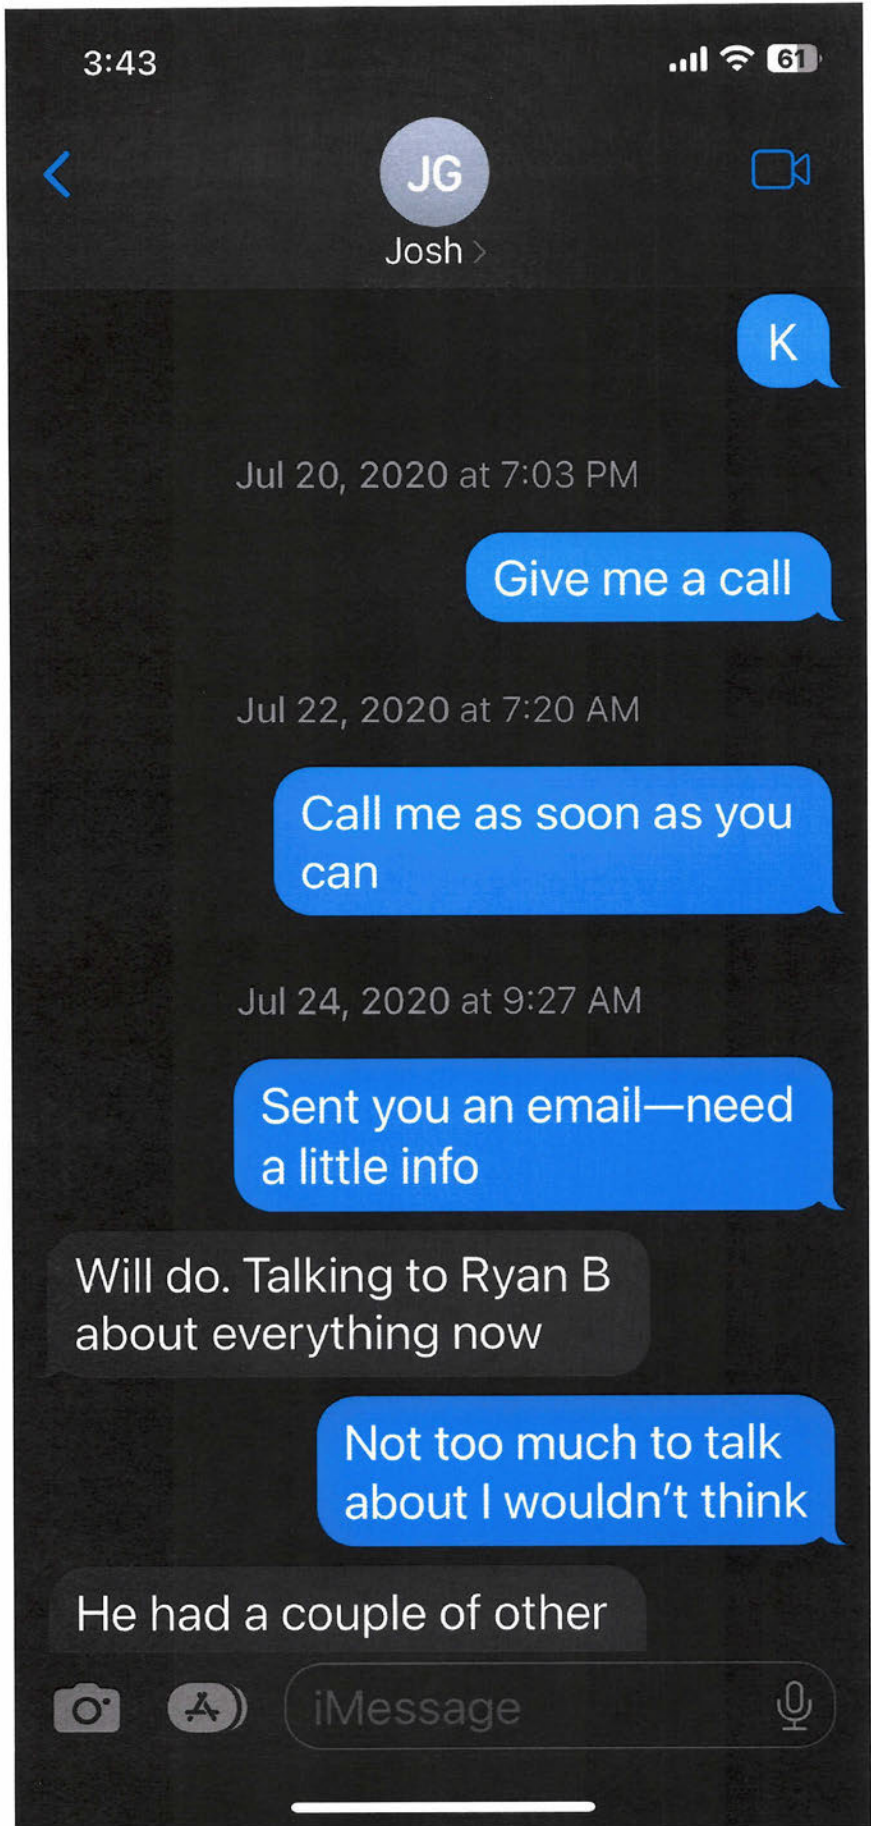 3:43
61
JG
Josh
K
Jul 20, 2020 at 7:03 PM
Give me a call
Jul 22, 2020 at 7:20 AM
Call me as soon as you
can
Jul 24, 2020 at 9:27 AM
Sent you an email—need
a little info
Will do. Talking to Ryan B
about everything now
Not too much to talk
about I wouldn't think
He had a couple of other
iMessage